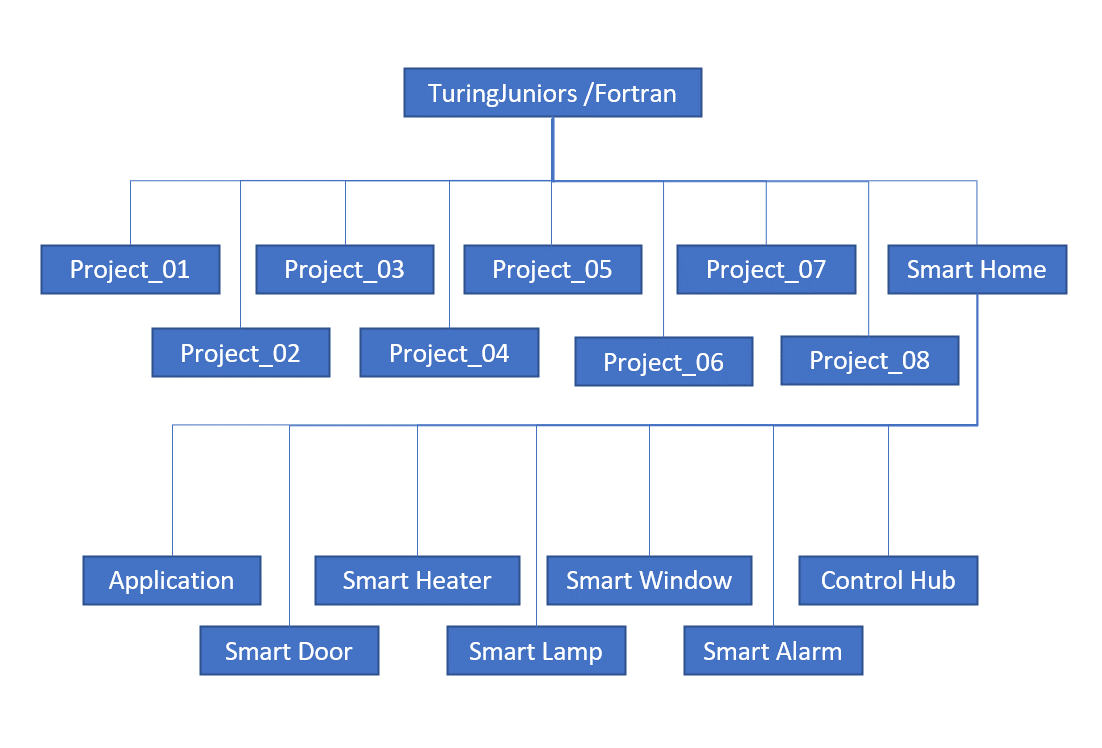 TuringJuniors /Fortran
Project_01
Project_03
Project_05
Project_07
Smart Home
Project_02
Project_04
Project_06
Project_08
Application
Smart Heater
Smart Window
Control Hub
Smart Door
Smart Lamp
Smart Alarm